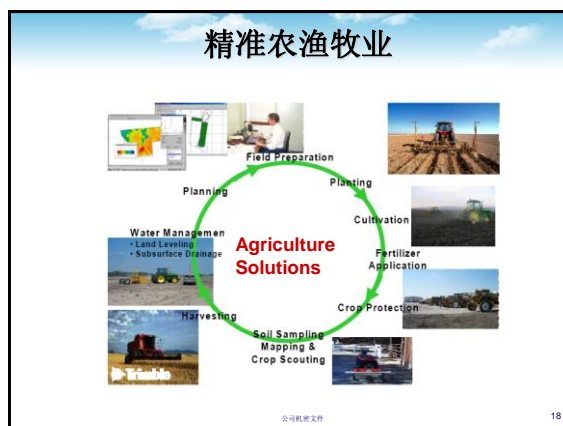 精准农渔牧业
Field Preparation
Planting
Planning
Cultivation
Water Managemen
• Land Leveling
• Subsurface Drainage
Agriculture
Solutions
Fertilizer
Application
Crop Protection
Harvesting
Soil Sampling
Mapping &
Crop Scouting
Trimble
公司机密文件
18